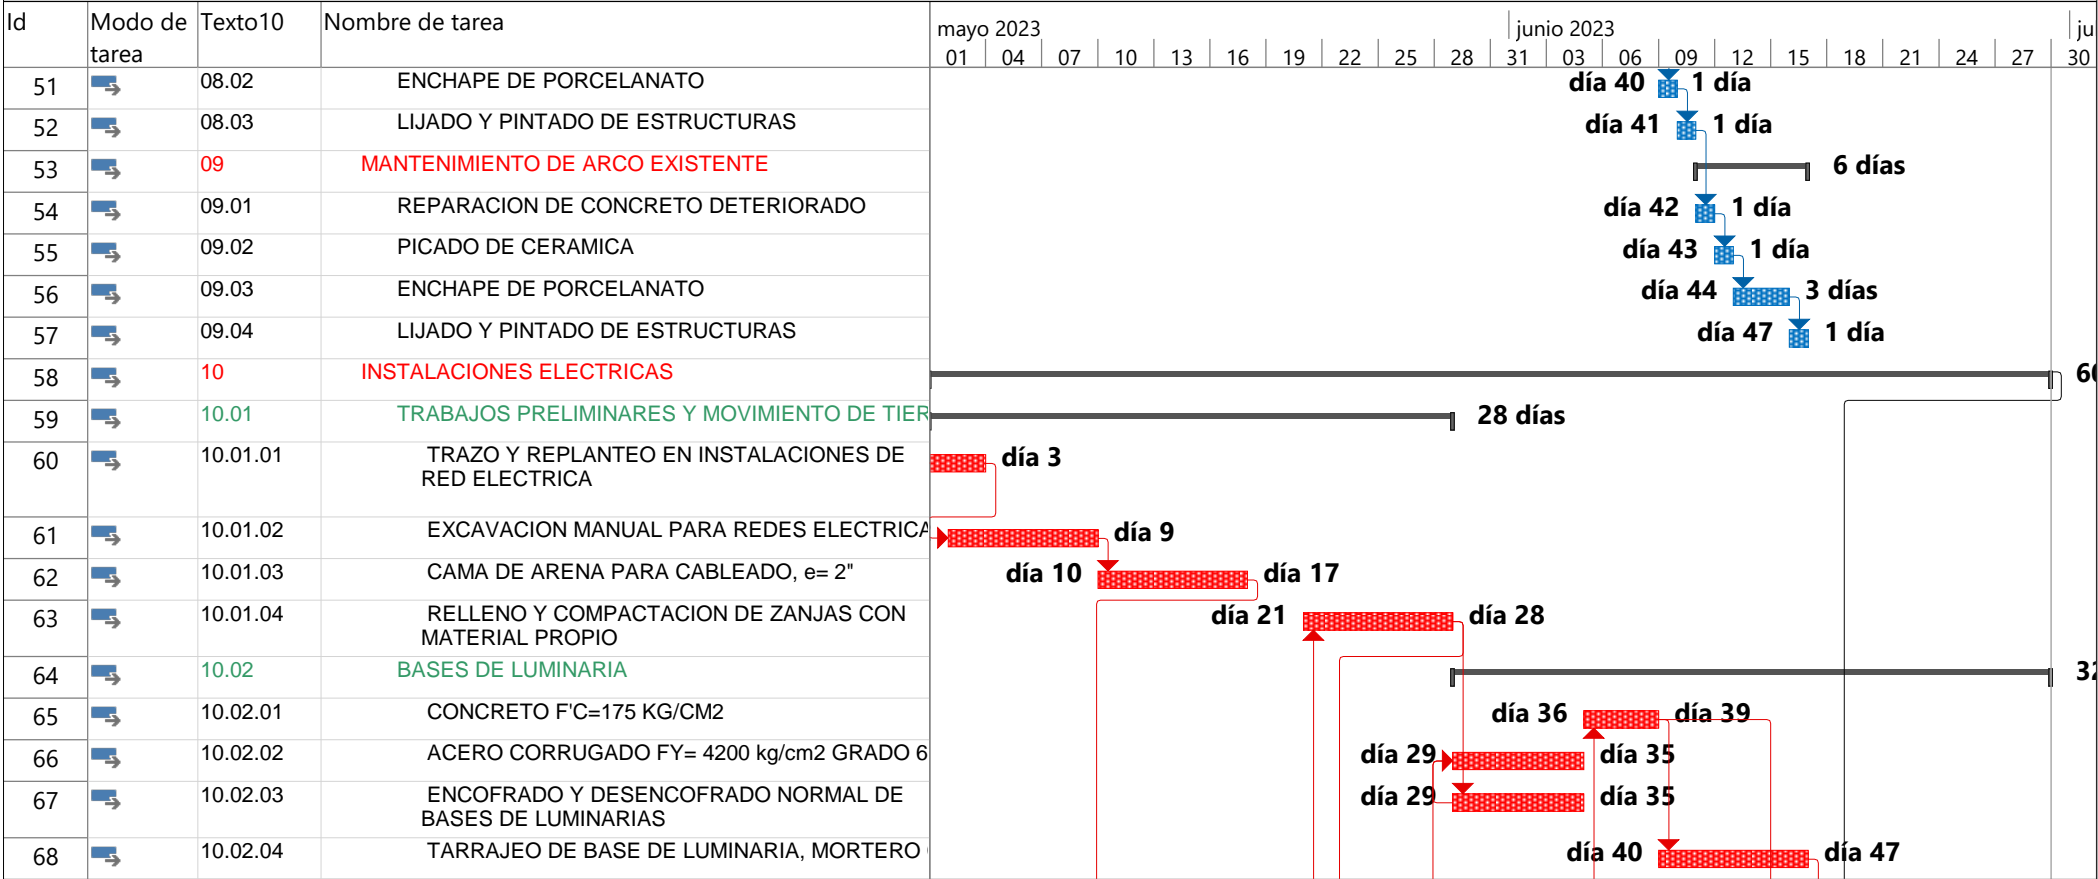 Id Modo de tarea Texto10 Nombre de tarea
mayo 2023 junio 2023 ju
01 04 07 10 13 16 19 22 25 28 31 03 06 09 12 15 18 21 24 27 30
51 08.02 ENCHAPE DE PORCELANATO día 40 1 día
52 08.03 LIJADO Y PINTADO DE ESTRUCTURAS día 41 1 día
53 09 MANTENIMIENTO DE ARCO EXISTENTE 6 días
54 09.01 REPARACION DE CONCRETO DETERIORADO día 42 1 día
55 09.02 PICADO DE CERAMICA día 43 1 día
56 09.03 ENCHAPE DE PORCELANATO día 44 3 días
57 09.04 LIJADO Y PINTADO DE ESTRUCTURAS día 47 1 día
58 10 INSTALACIONES ELECTRICAS
59 10.01 TRABAJOS PRELIMINARES Y MOVIMIENTO DE TIER 28 días
60 10.01.01 TRAZO Y REPLANTEO EN INSTALACIONES DE día 3
RED ELECTRICA
61 10.01.02 EXCAVACION MANUAL PARA REDES ELECTRICA día 9
62 10.01.03 CAMA DE ARENA PARA CABLEADO, e= 2" día 10 día 17
63 10.01.04 RELLENO Y COMPACTACION DE ZANJAS CON día 21 día 28
MATERIAL PROPIO
64 10.02 BASES DE LUMINARIA 32
65 10.02.01 CONCRETO F'C=175 KG/CM2 día 36 día 39
66 10.02.02 ACERO CORRUGADO FY= 4200 kg/cm2 GRADO 6 día 29 día 35
67 10.02.03 ENCOFRADO Y DESENCOFRADO NORMAL DE día 29 día 35
BASES DE LUMINARIAS
68 10.02.04 TARRAJEO DE BASE DE LUMINARIA, MORTERO día 40 día 47